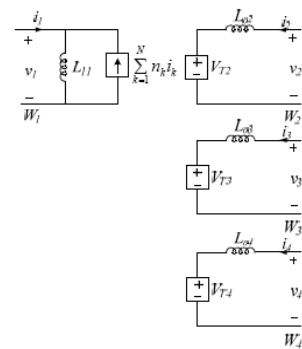 i1 Lσ2 i2
+ + +
v1 L11 N ∑ k=1 nkik VT2 v2
− − −
W1 W2
Lσ3 i3
+ +
VT3 v3
− −
W3
Lσ4 i4
+ +
VT4 v4
− −
W4